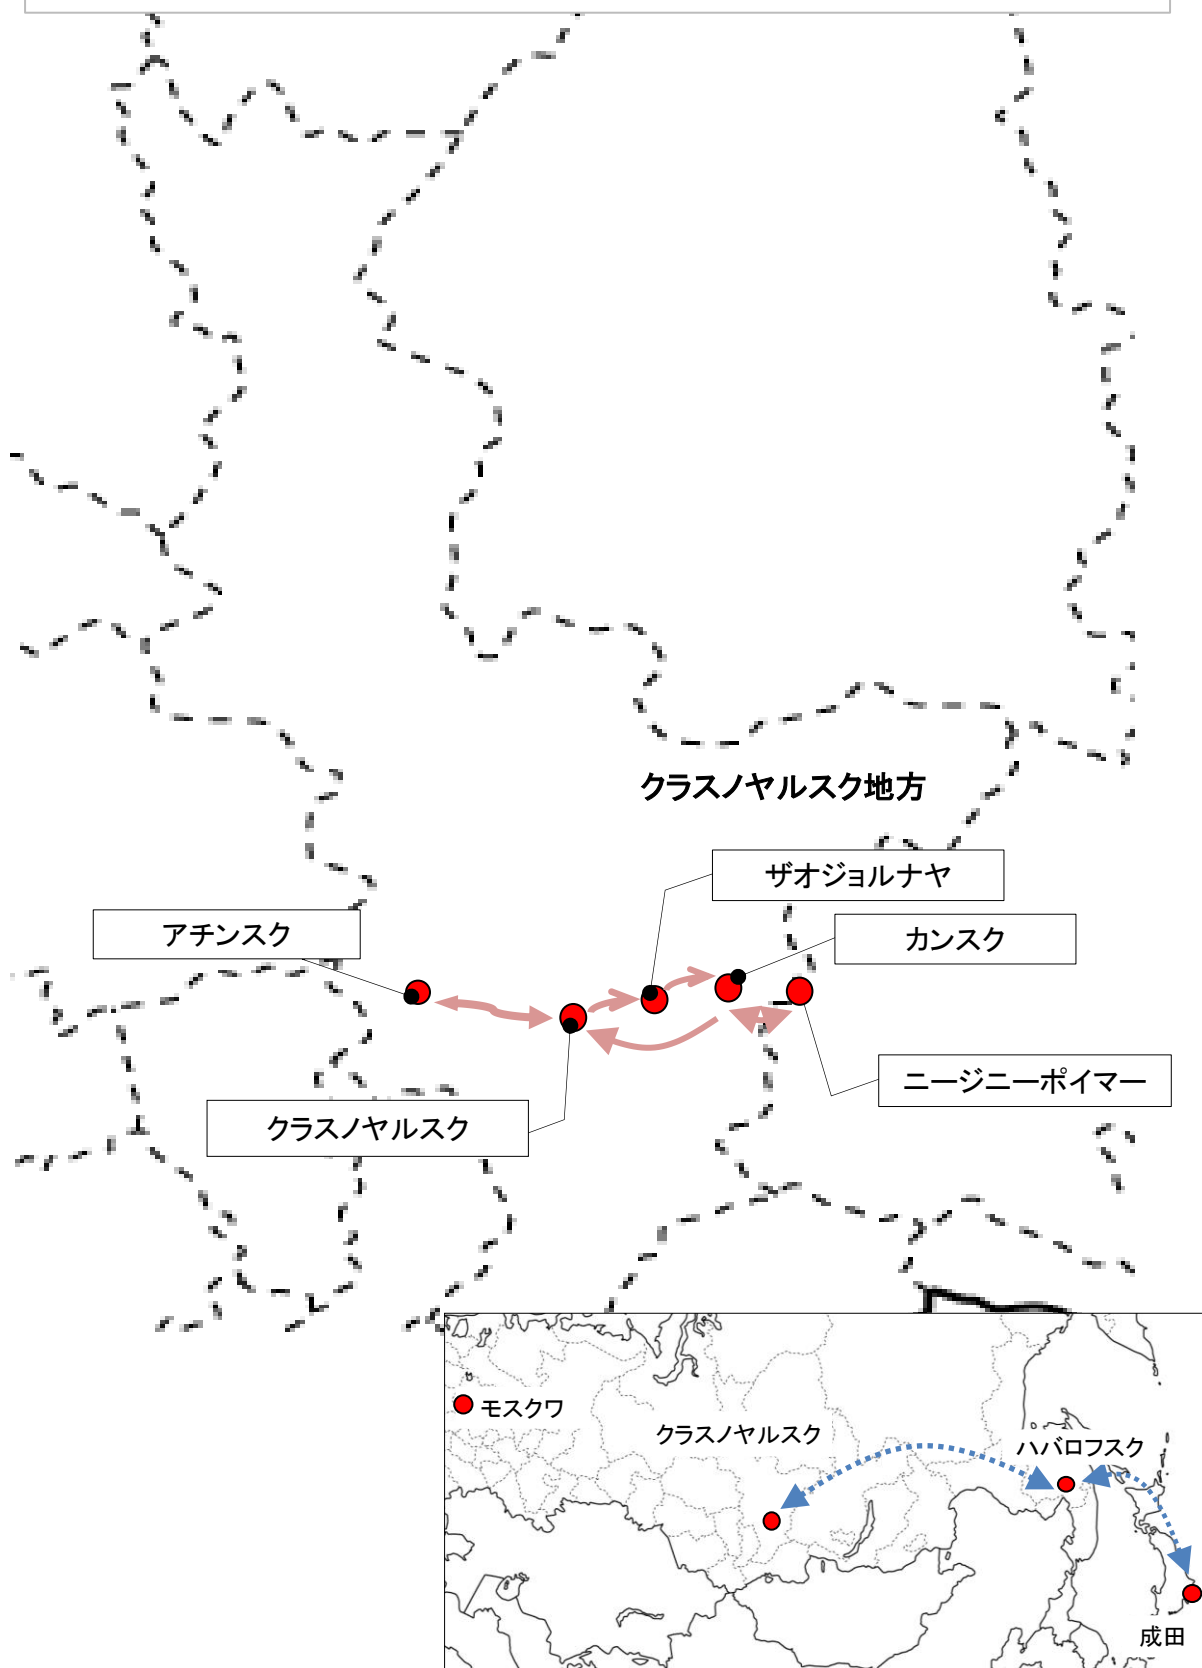 クラスノヤルスク地方
ザオジョルナヤ
アチンスク
カンスク
ニージニーポイマー
クラスノヤルスク
モスクワ
クラスノヤルスク
ハバロフスク
成田